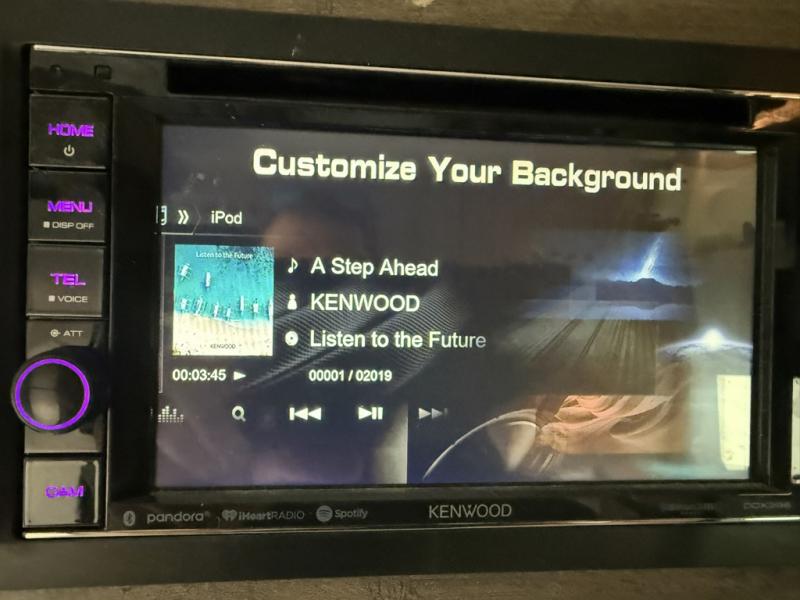 HOME
MENU
DISP OFF
TEL
VOICE
ATT
CAM
Customize Your Background
iPod
Listen to the Future
KENWOOD
A Step Ahead
KENWOOD
Listen to the Future
00:03:45
00001 / 02019
pandora
iHeartRADIO
Spotify
KENWOOD